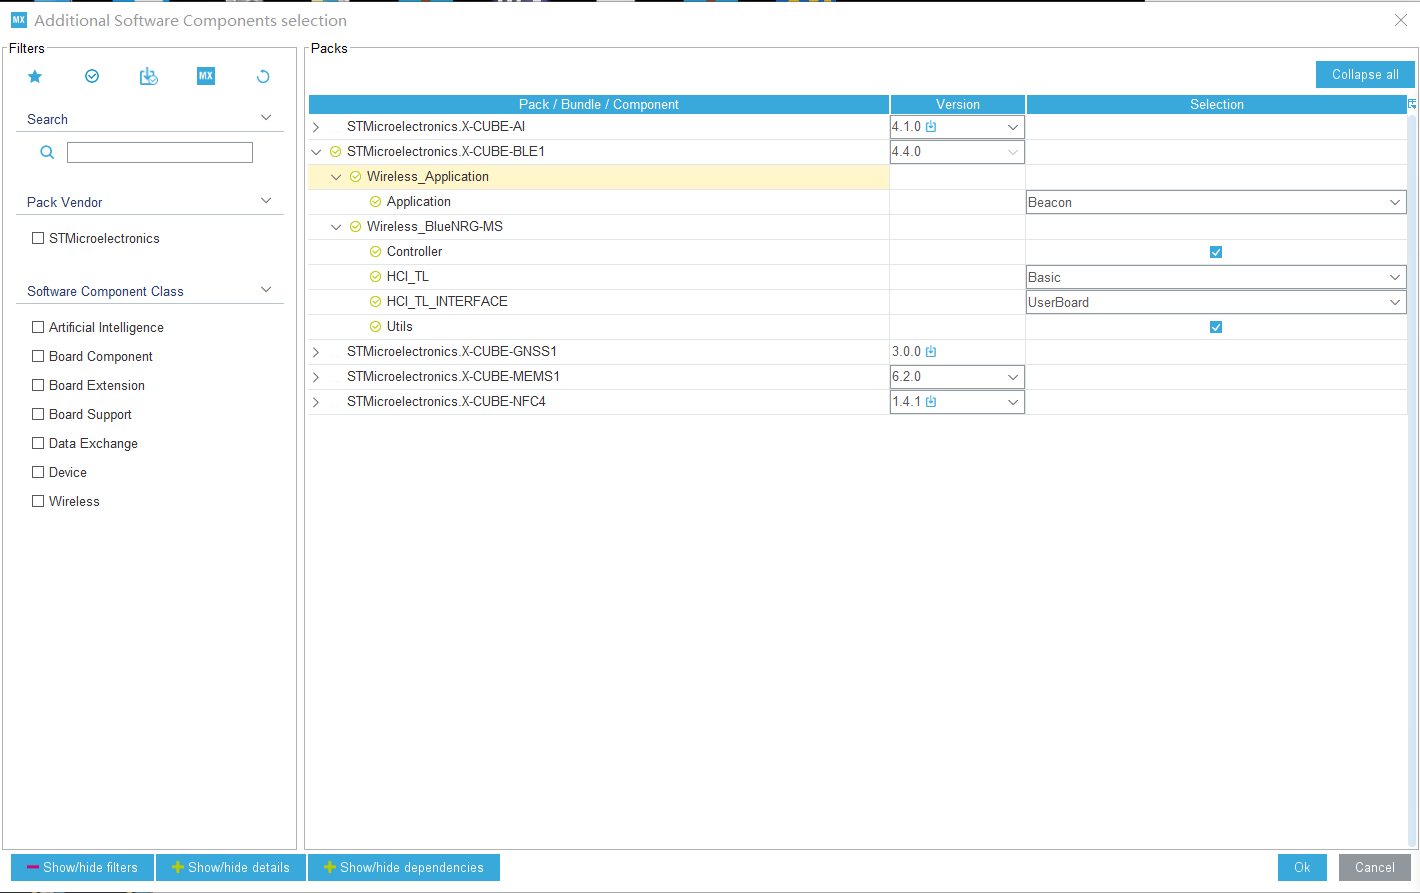 MX Additional Software Components selection
Filters
MX
Search
Pack Vendor
STMicroelectronics
Software Component Class
Artificial Intelligence
Board Component
Board Extension
Board Support
Data Exchange
Device
Wireless
Packs
Collapse all
Pack / Bundle / Component Version Selection
STMicroelectronics.X-CUBE-AI 4.1.0
STMicroelectronics.X-CUBE-BLE1 4.4.0
Wireless_Application
Application Beacon
Wireless_BlueNRG-MS
Controller
HCI_TL Basic
HCI_TL_INTERFACE UserBoard
Utils
STMicroelectronics.X-CUBE-GNSS1 3.0.0
STMicroelectronics.X-CUBE-MEMS1 6.2.0
STMicroelectronics.X-CUBE-NFC4 1.4.1
Show/hide filters Show/hide details Show/hide dependencies Ok Cancel